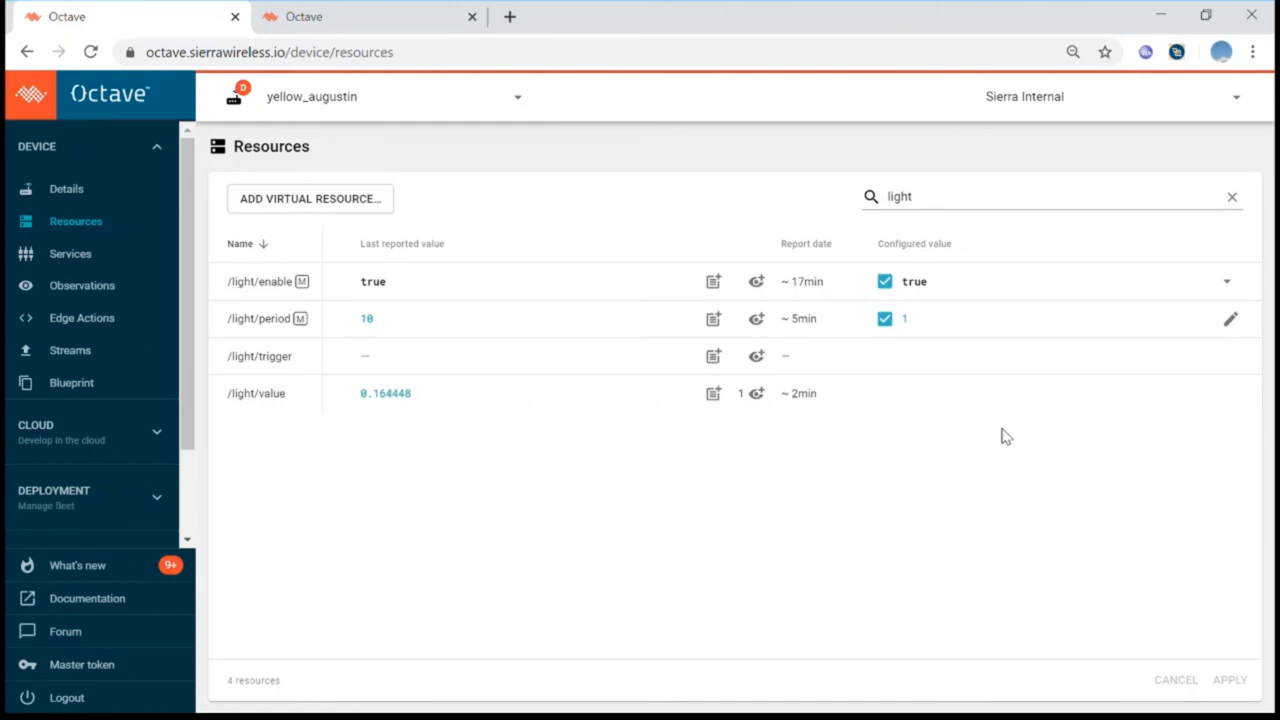 Octave
Octave
octave.sierrawireless.io/device/resources
Octave™
D
yellow_augustin
Sierra Internal
DEVICE
Details
Resources
Services
Observations
Edge Actions
Streams
Blueprint
CLOUD
Develop in the cloud
DEPLOYMENT
Manage fleet
What's new 9+
Documentation
Forum
Master token
Logout
Resources
ADD VIRTUAL RESOURCE...
light
Name Last reported value Report date Configured value
/light/enable M true ~ 17min true
/light/period M 10 ~ 5min 1
/light/trigger — —
/light/value 0.164448 1 ~ 2min
4 resources
CANCEL APPLY